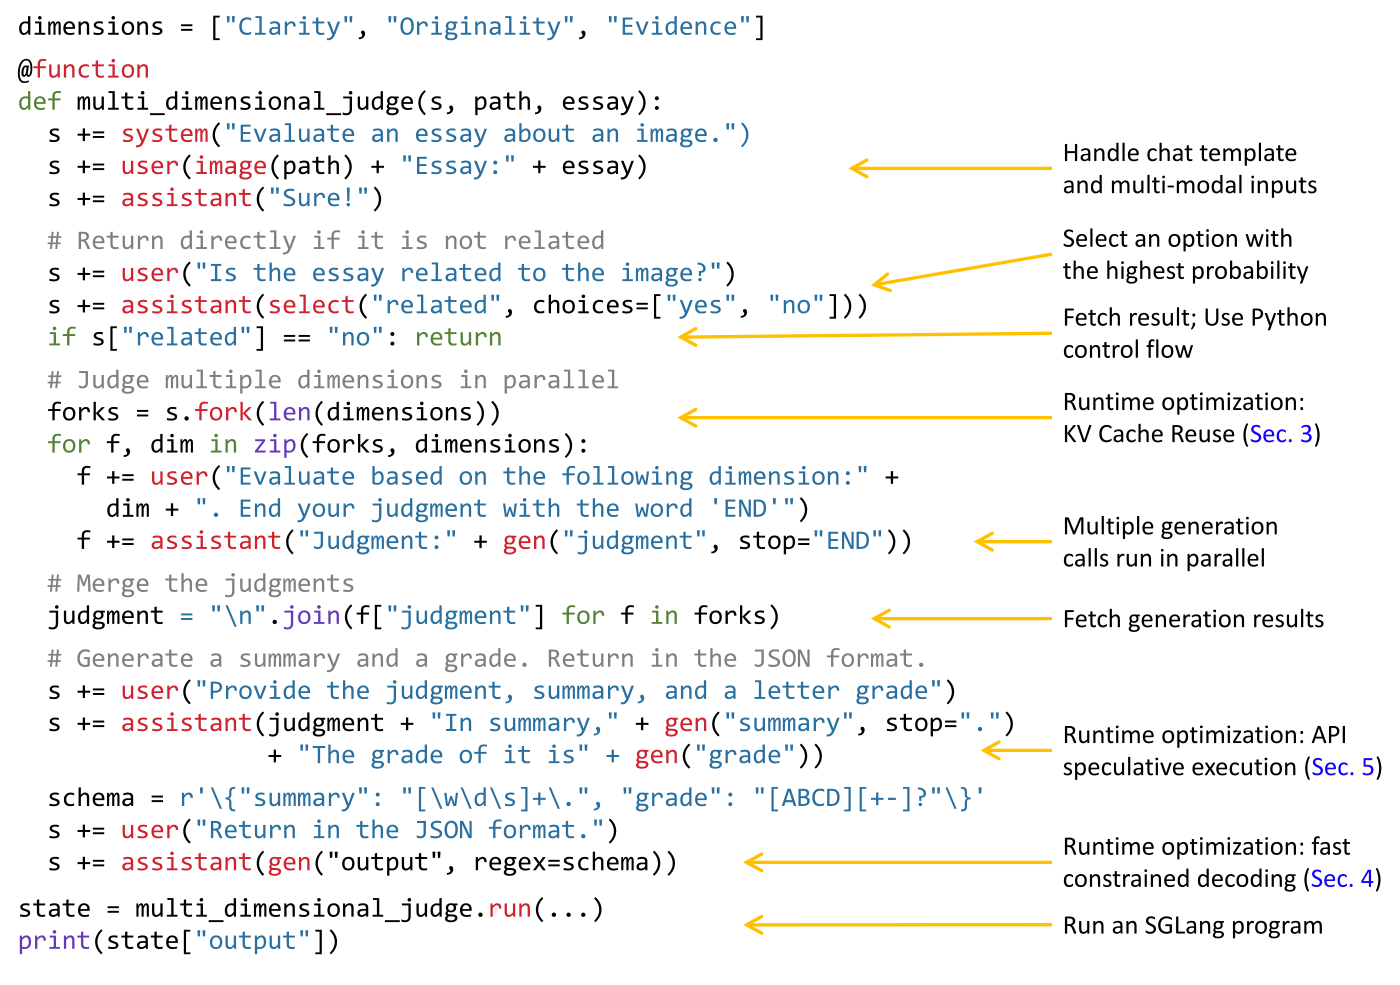 dimensions = ["Clarity", "Originality", "Evidence"]
@function
def multi_dimensional_judge(s, path, essay):
  s += system("Evaluate an essay about an image.")
  s += user(image(path) + "Essay:" + essay)
  s += assistant("Sure!")
  # Return directly if it is not related
  s += user("Is the essay related to the image?")
  s += assistant(select("related", choices=["yes", "no"]))
  if s["related"] == "no": return
  # Judge multiple dimensions in parallel
  forks = s.fork(len(dimensions))
  for f, dim in zip(forks, dimensions):
    f += user("Evaluate based on the following dimension:" +
      dim + ". End your judgment with the word 'END'")
    f += assistant("Judgment:" + gen("judgment", stop="END"))
  # Merge the judgments
  judgment = "\n".join(f["judgment"] for f in forks)
  # Generate a summary and a grade. Return in the JSON format.
  s += user("Provide the judgment, summary, and a letter grade")
  s += assistant(judgment + "In summary," + gen("summary", stop=".")
                 + "The grade of it is" + gen("grade"))
  schema = r'\{"summary": "[\w\d\s]+\.", "grade": "[ABCD][+-]?"\}'
  s += user("Return in the JSON format.")
  s += assistant(gen("output", regex=schema))
state = multi_dimensional_judge.run(...)
print(state["output"])
Handle chat template
and multi-modal inputs
Select an option with
the highest probability
Fetch result; Use Python
control flow
Runtime optimization:
KV Cache Reuse (Sec. 3)
Multiple generation
calls run in parallel
Fetch generation results
Runtime optimization: API
speculative execution (Sec. 5)
Runtime optimization: fast
constrained decoding (Sec. 4)
Run an SGLang program